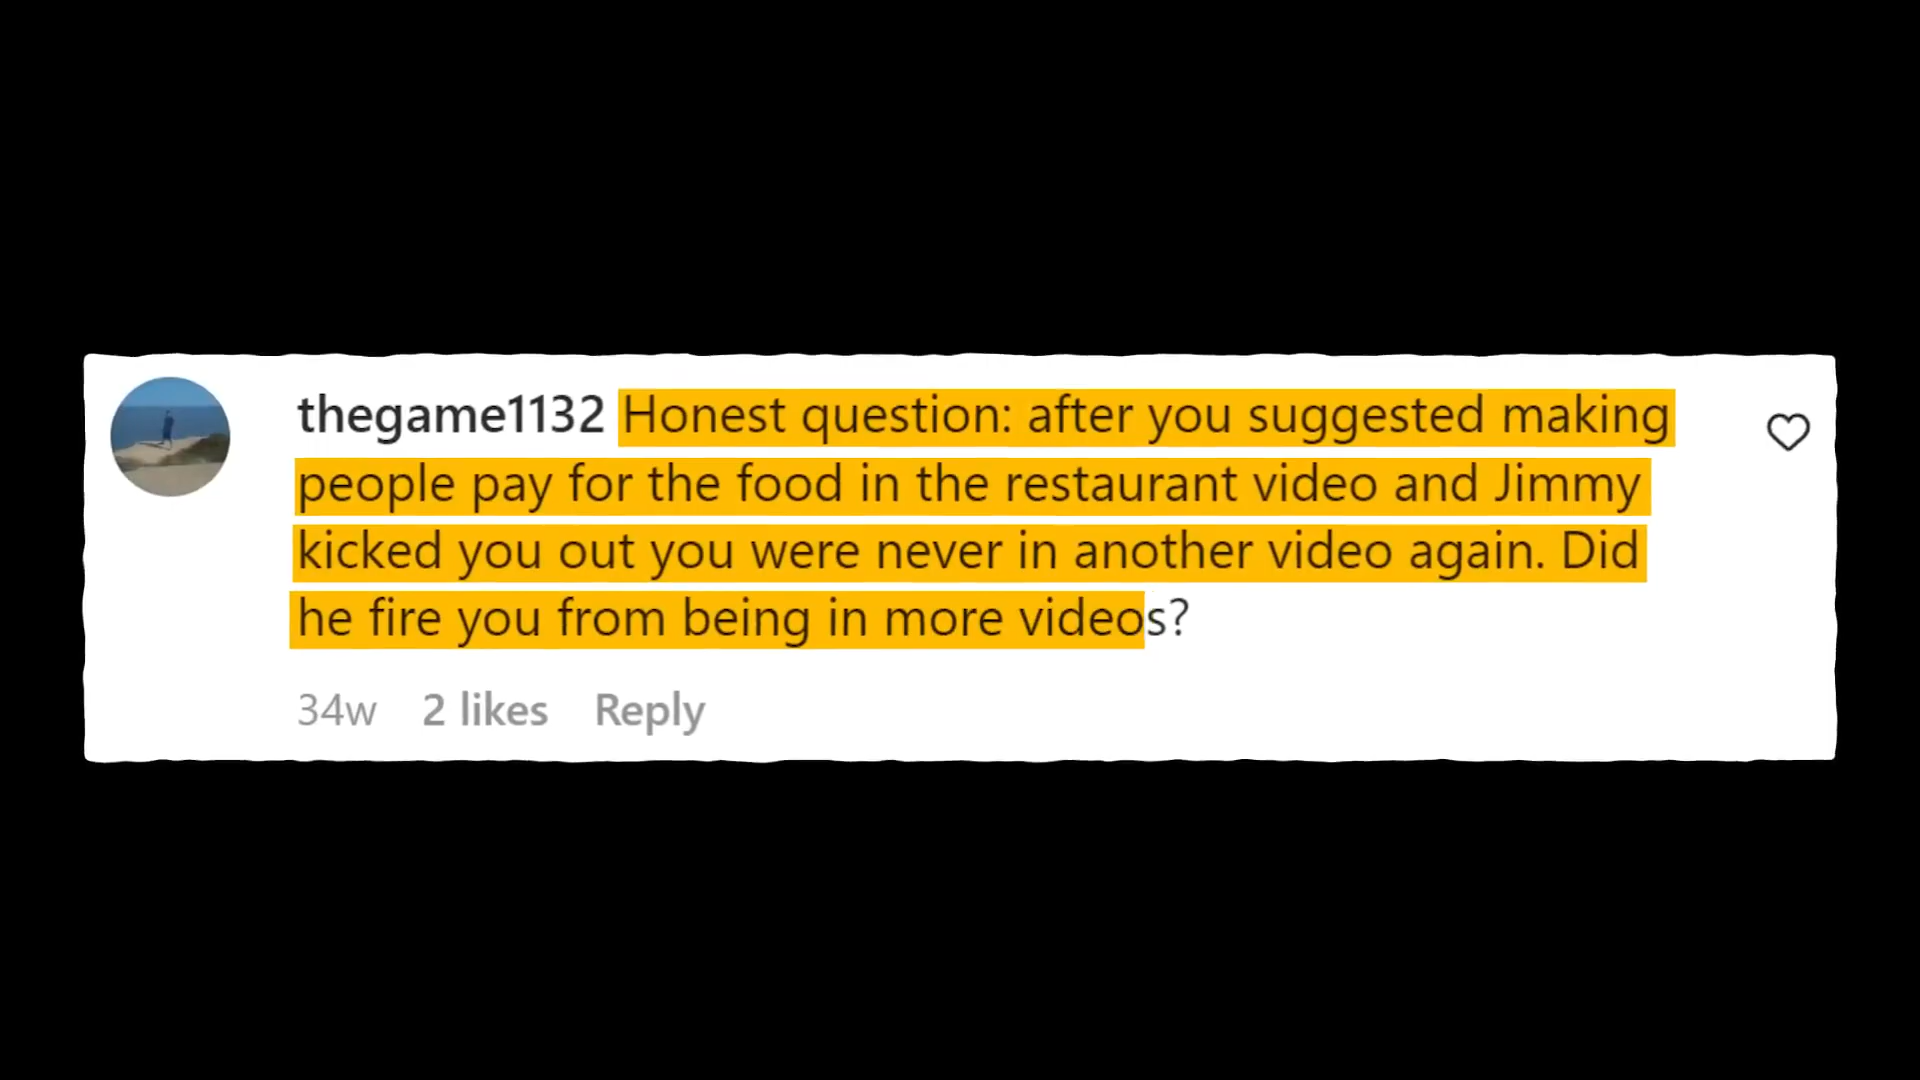 thegame1132 Honest question: after you suggested making
people pay for the food in the restaurant video and Jimmy
kicked you out you were never in another video again. Did
he fire you from being in more videos?
34w 2 likes Reply